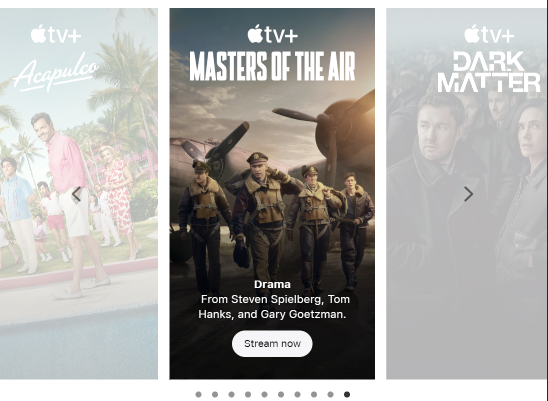 tv+
Acapulco
tv+
MASTERS OF THE AIR
Drama
From Steven Spielberg, Tom
Hanks, and Gary Goetzman.
Stream now
tv+
DARK
MATTER